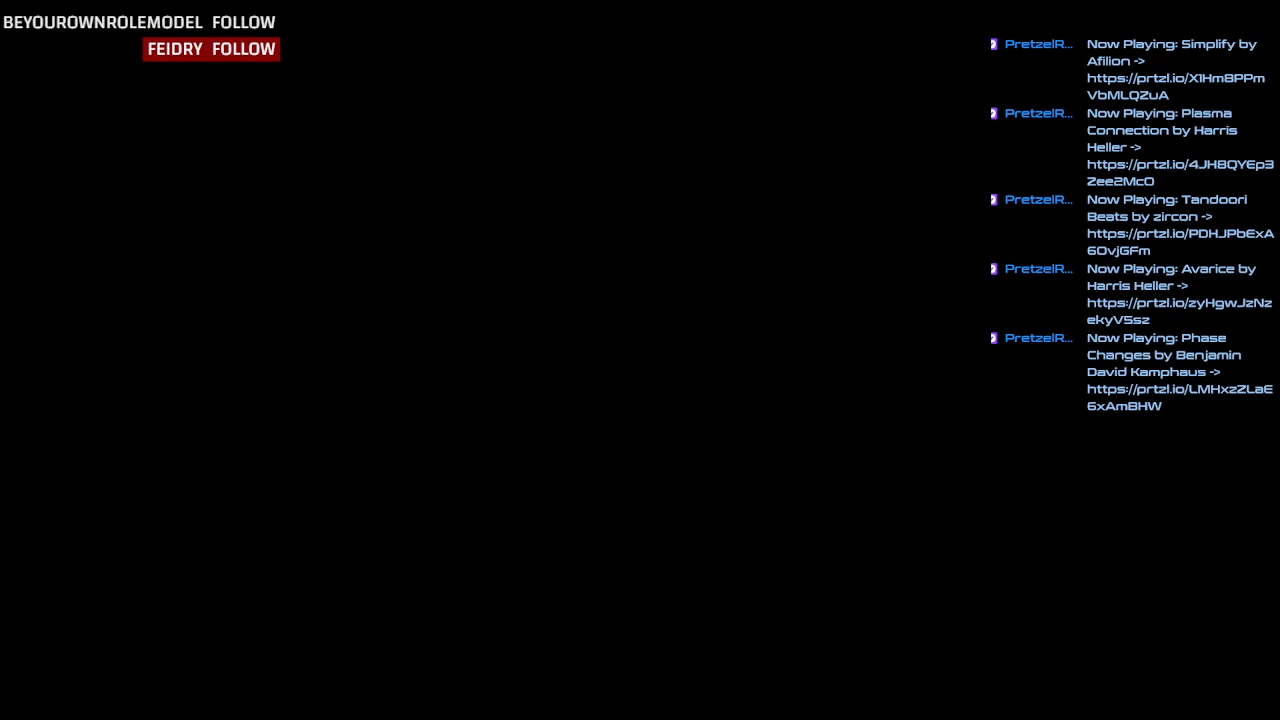 BEYOUROWNROLEMODEL FOLLOW
FEIDRY FOLLOW
PretzelR... Now Playing: Simplify by
Afilion ->
https://prtzl.io/X1Hm8PPm
VbMLQZuA
PretzelR... Now Playing: Plasma
Connection by Harris
Heller ->
https://prtzl.io/4JH8QYEp3
Zee2McO
PretzelR... Now Playing: Tandoori
Beats by zircon ->
https://prtzl.io/PDHJPbExA
6OvjGFm
PretzelR... Now Playing: Avarice by
Harris Heller ->
https://prtzl.io/zyHgwJzNz
ekyV5sz
PretzelR... Now Playing: Phase
Changes by Benjamin
David Kamphaus ->
https://prtzl.io/LMHxzZLaE
6xAmBHW